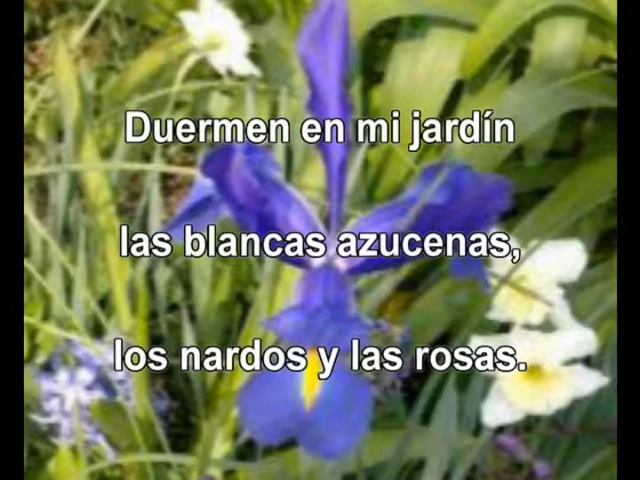 Duermen en mi jardín
las blancas azucenas,
los nardos y las rosas.